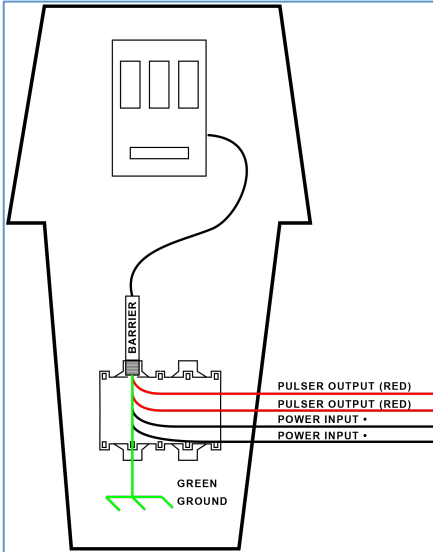 BARRIER
PULSER OUTPUT (RED)
PULSER OUTPUT (RED)
POWER INPUT •
POWER INPUT •
GREEN
GROUND